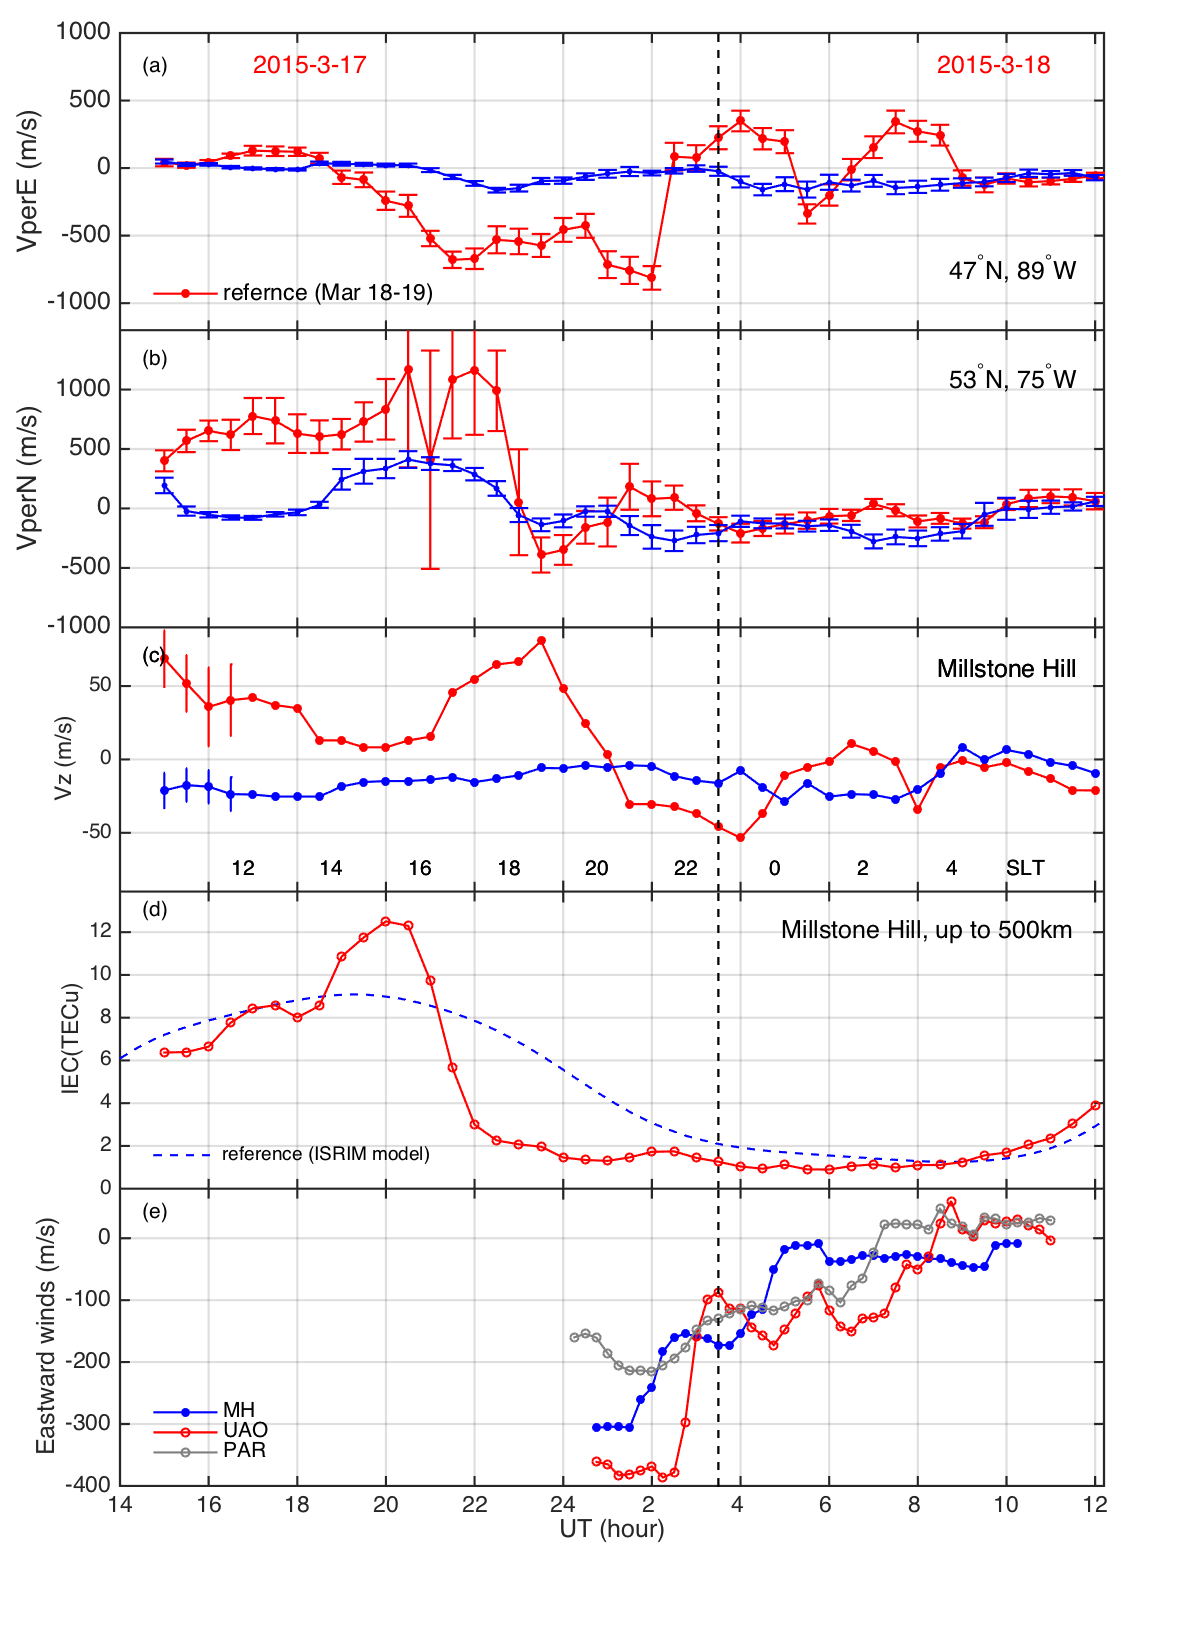 1000
(a)
2015-3-17
2015-3-18
500
0
-500
-1000
VperE (m/s)
47°N, 89°W
refernce (Mar 18-19)
(b)
53°N, 75°W
1000
500
0
-500
-1000
VperN (m/s)
(c)
Millstone Hill
50
0
-50
Vz (m/s)
12 14 16 18 20 22 0 2 4 SLT
(d)
Millstone Hill, up to 500km
12
10
8
6
4
2
0
IEC(TECu)
reference (ISRIM model)
(e)
0
-100
-200
-300
-400
Eastward winds (m/s)
MH
UAO
PAR
14 16 18 20 22 24 2 4 6 8 10 12
UT (hour)